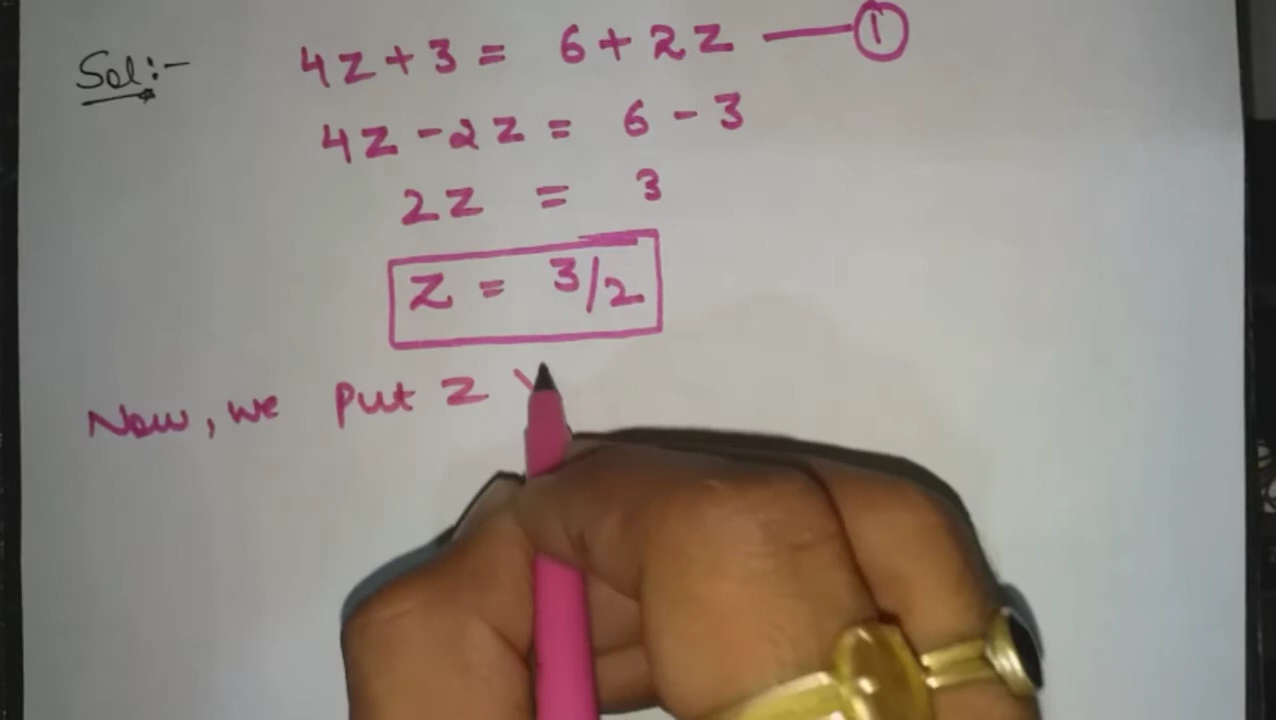 Sol:-
4z + 3 = 6 + 2z —— ①
4z - 2z = 6 - 3
2z = 3
z = 3/2
Now, we put z